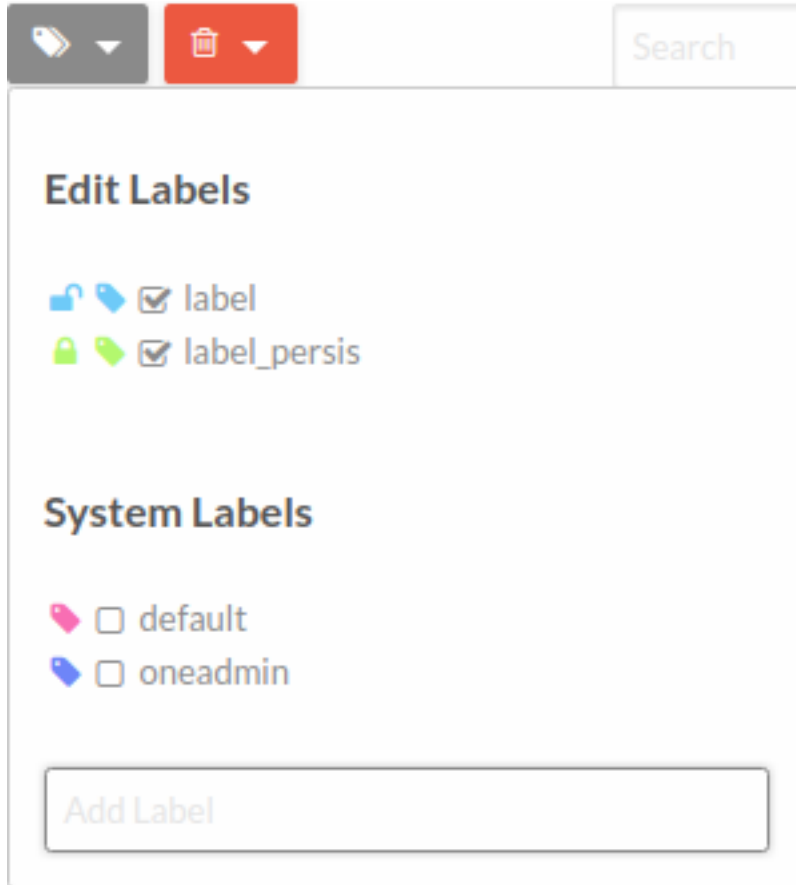 Search
Edit Labels
label
label_persis
System Labels
default
oneadmin
Add Label